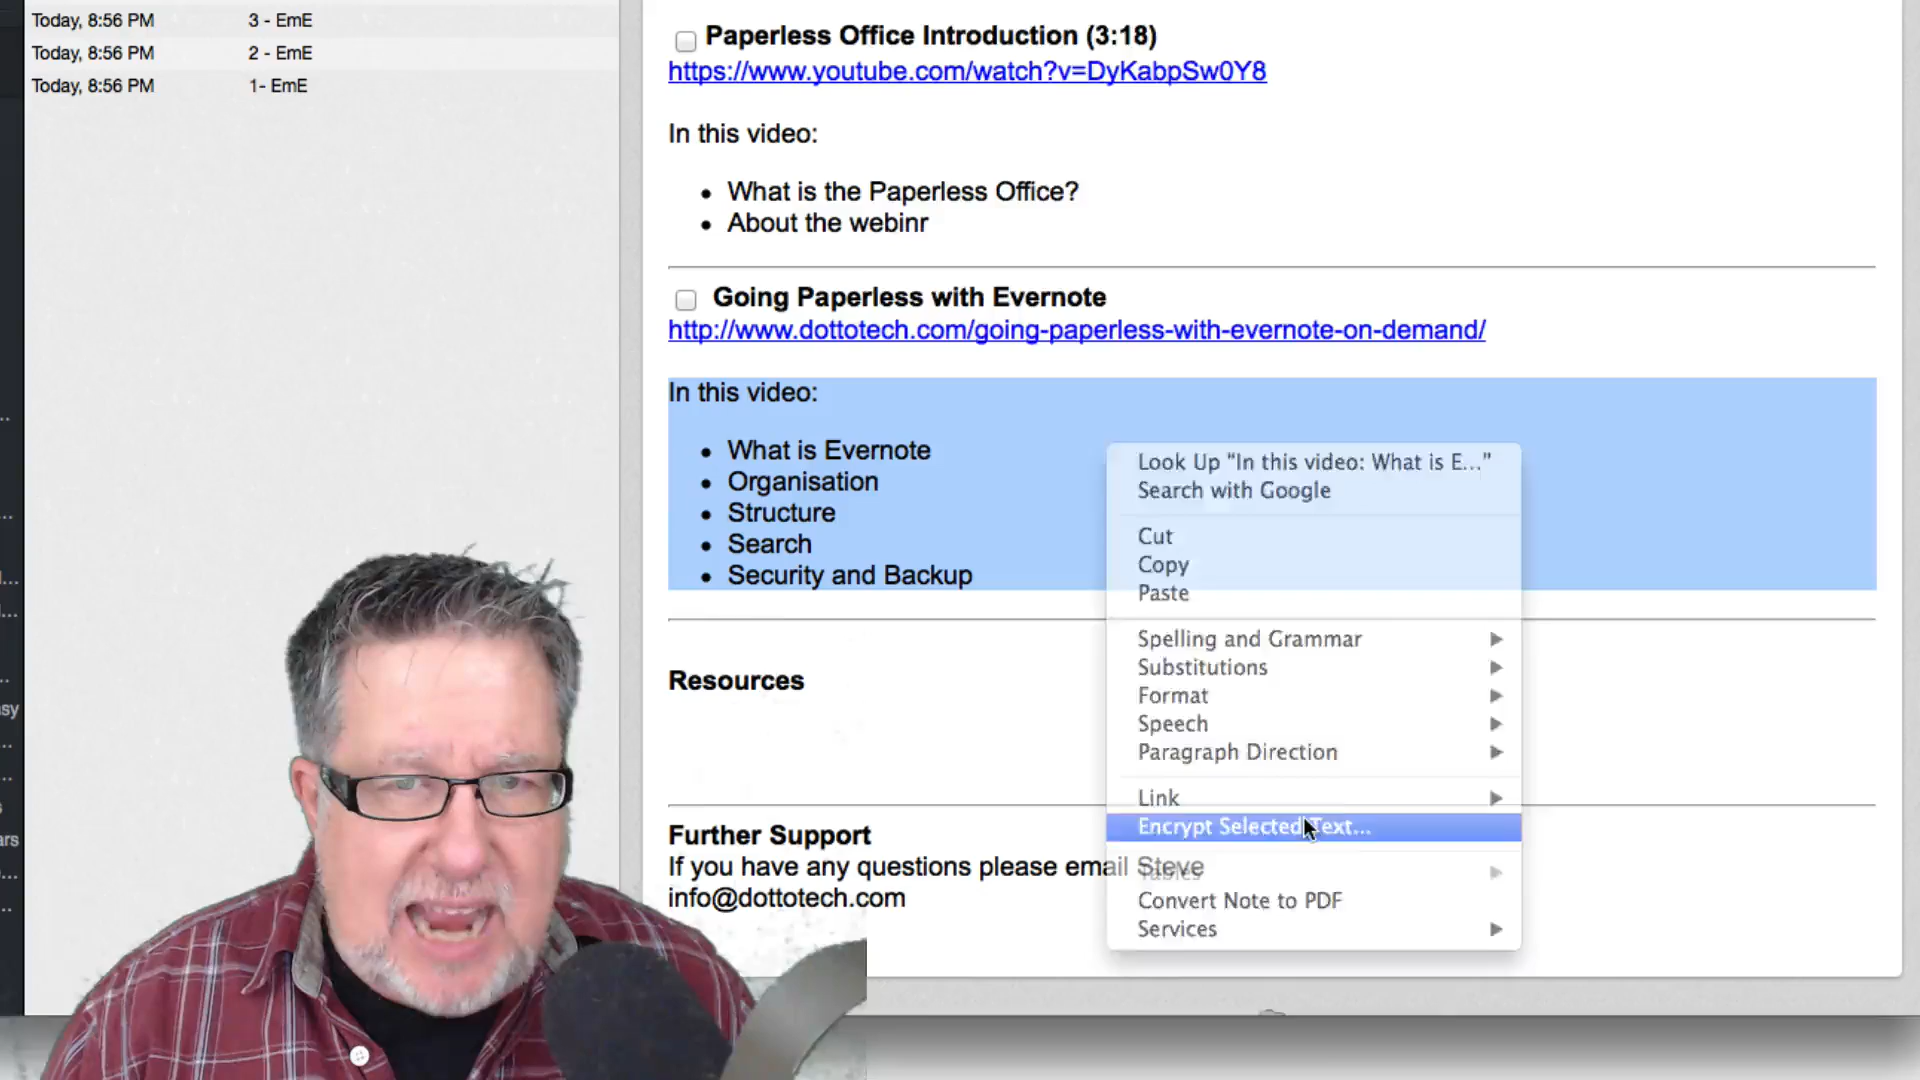 Today, 8:56 PM 3 - EmE
Today, 8:56 PM 2 - EmE
Today, 8:56 PM 1- EmE
...
...
...
...
...
sy
...
...
ars
...
...
Paperless Office Introduction (3:18)
https://www.youtube.com/watch?v=DyKabpSw0Y8
In this video:
• What is the Paperless Office?
• About the webinr
Going Paperless with Evernote
http://www.dottotech.com/going-paperless-with-evernote-on-demand/
In this video:
• What is Evernote
• Organisation
• Structure
• Search
• Security and Backup
Resources
Further Support
If you have any questions please email Steve
info@dottotech.com
Look Up "In this video: What is E..."
Search with Google
Cut
Copy
Paste
Spelling and Grammar
Substitutions
Format
Speech
Paragraph Direction
Link
Encrypt Selected Text...
Tables
Convert Note to PDF
Services